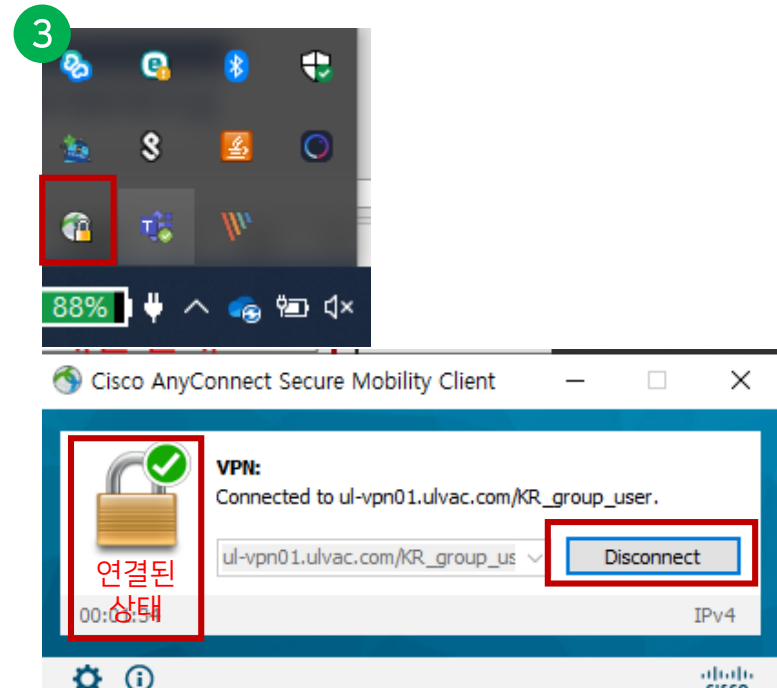 3
88%
Cisco AnyConnect Secure Mobility Client
VPN:
Connected to ul-vpn01.ulvac.com/KR_group_user.
ul-vpn01.ulvac.com/KR_group_us
Disconnect
연결된
상태
IPv4
cisco